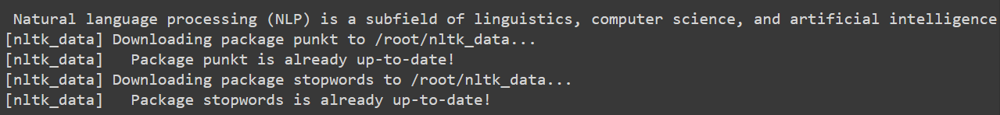 Natural language processing (NLP) is a subfield of linguistics, computer science, and artificial intelligence
[nltk_data] Downloading package punkt to /root/nltk_data...
[nltk_data]   Package punkt is already up-to-date!
[nltk_data] Downloading package stopwords to /root/nltk_data...
[nltk_data]   Package stopwords is already up-to-date!